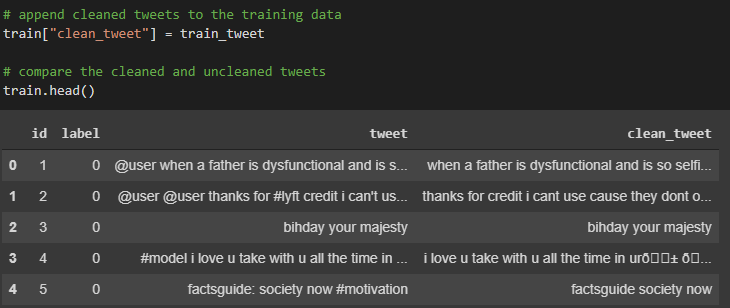 # append cleaned tweets to the training data
train["clean_tweet"] = train_tweet
# compare the cleaned and uncleaned tweets
train.head()
id label tweet clean_tweet
0 1 0 @user when a father is dysfunctional and is s... when a father is dysfunctional and is so selfi...
1 2 0 @user @user thanks for #lyft credit i can't us... thanks for credit i cant use cause they dont o...
2 3 0 bihday your majesty bihday your majesty
3 4 0 #model i love u take with u all the time in ... i love u take with u all the time in urð□□± ð□...
4 5 0 factsguide: society now #motivation factsguide society now